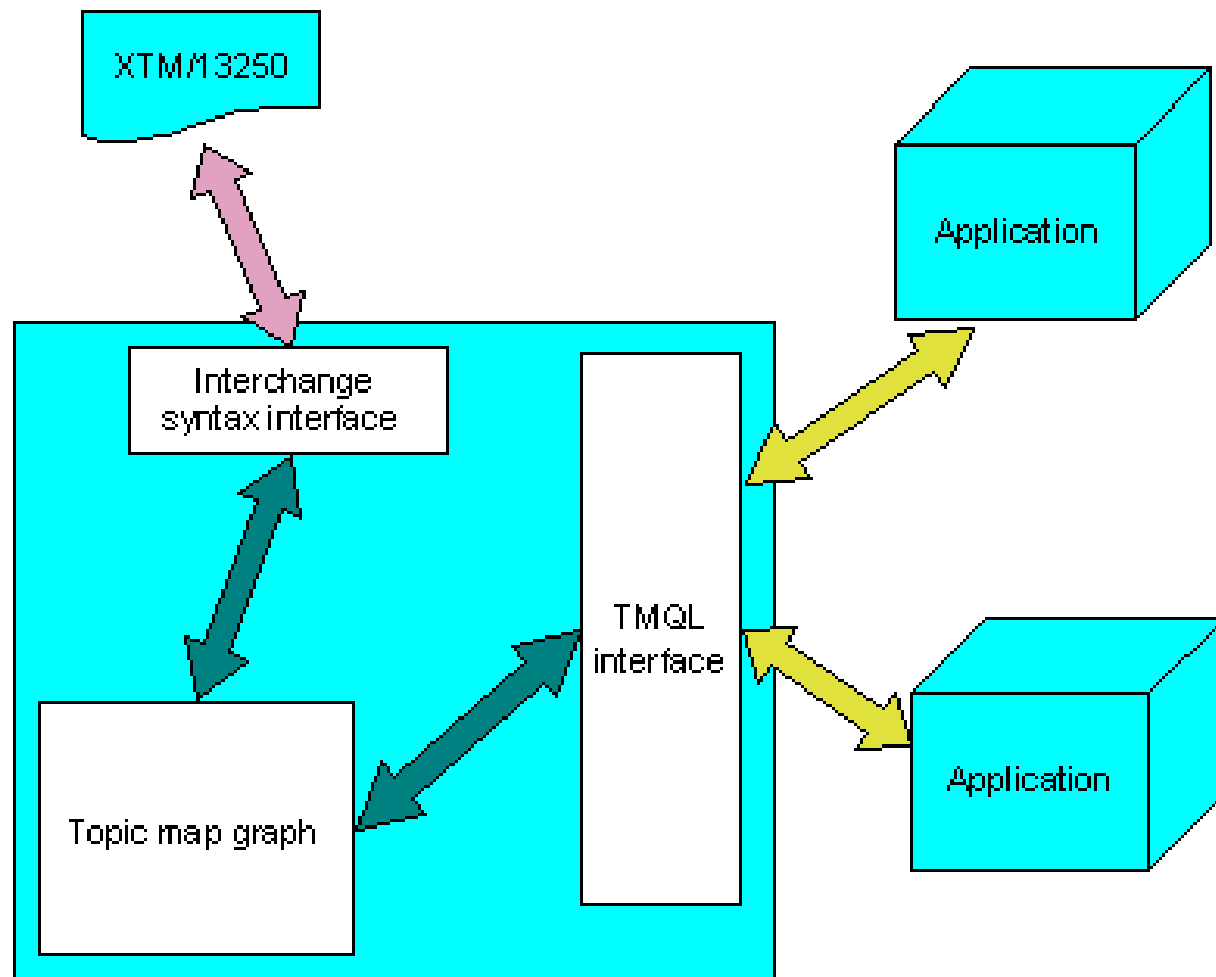 XTM/13250
Application
Interchange
syntax interface
TMQL
interface
Topic map graph
Application